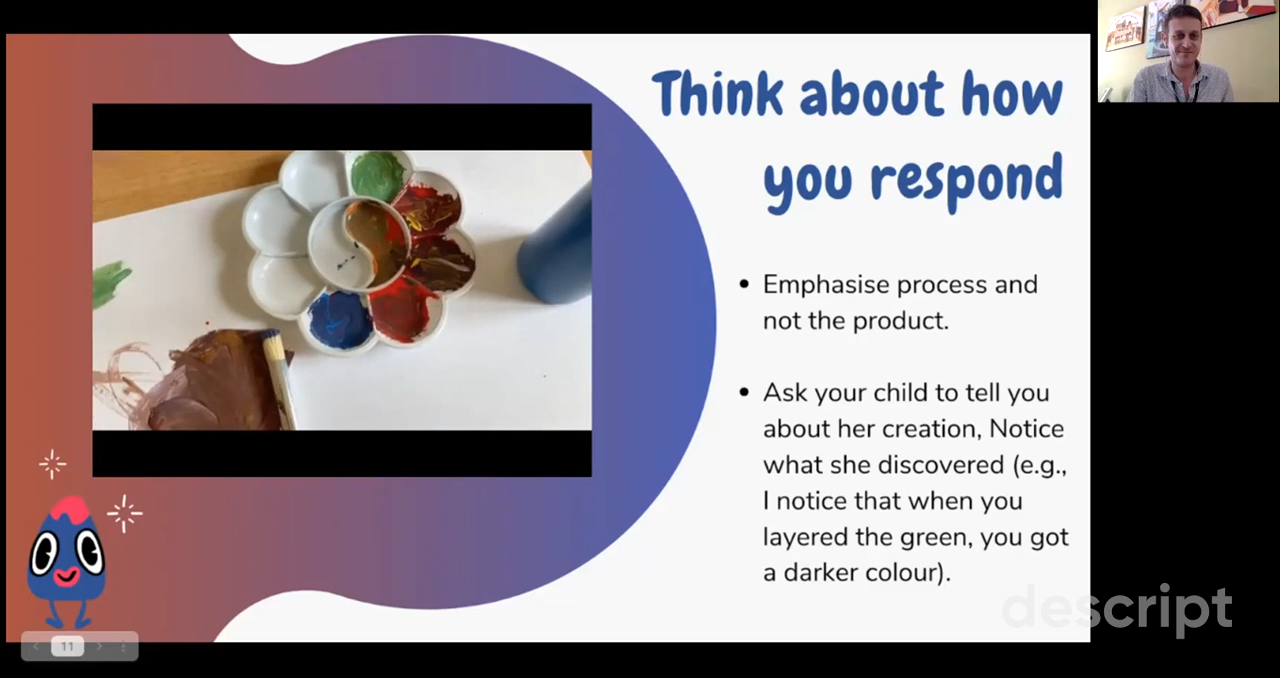 Think about how
you respond
• Emphasise process and
not the product.
• Ask your child to tell you
about her creation, Notice
what she discovered (e.g.,
I notice that when you
layered the green, you got
a darker colour).
descript
11